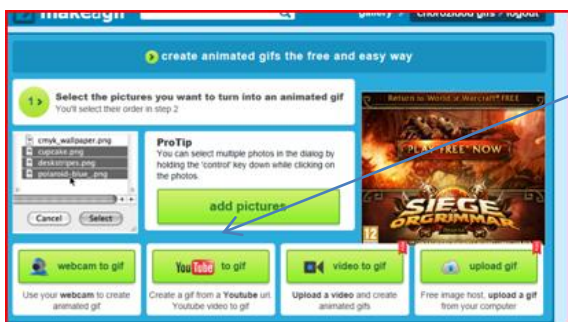 makeagif
gallery > chorozidou gifs > logout
create animated gifs the free and easy way
1 > Select the pictures you want to turn into an animated gif
You'll select their order in step 2
cmyk_wallpaper.png
cupcake.png
deskstripes.png
polaroid-blue_.png
Cancel Select
ProTip
You can select multiple photos in the dialog by
holding the 'control' key down while clicking on
the photos.
add pictures
Return to World of Warcraft FREE
PLAY FREE* NOW
SIEGE
ORGRIMMAR
12
webcam to gif
Use your webcam to create
animated gif
YouTube to gif
Create a gif from a Youtube url.
Youtube video to gif
video to gif
Upload a video and create
animated gifs
upload gif
Free image host, upload a gif
from your computer